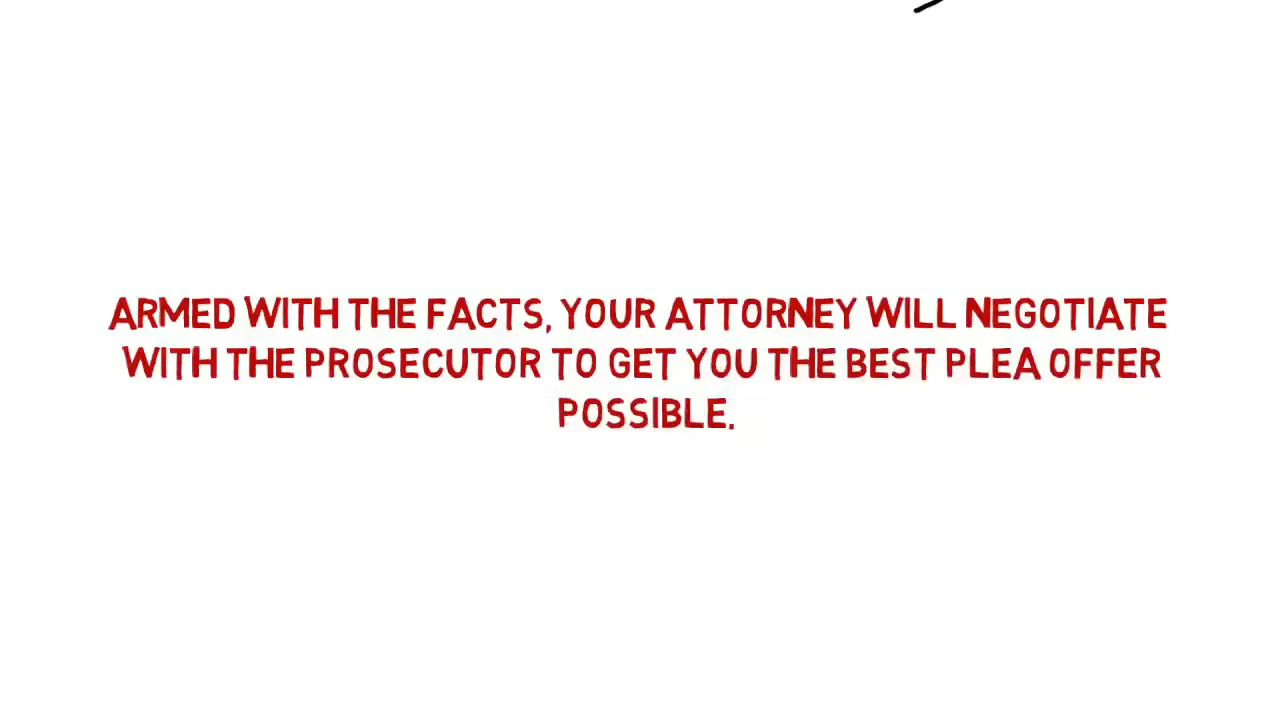 ARMED WITH THE FACTS, YOUR ATTORNEY WILL NEGOTIATE
WITH THE PROSECUTOR TO GET YOU THE BEST PLEA OFFER
POSSIBLE.